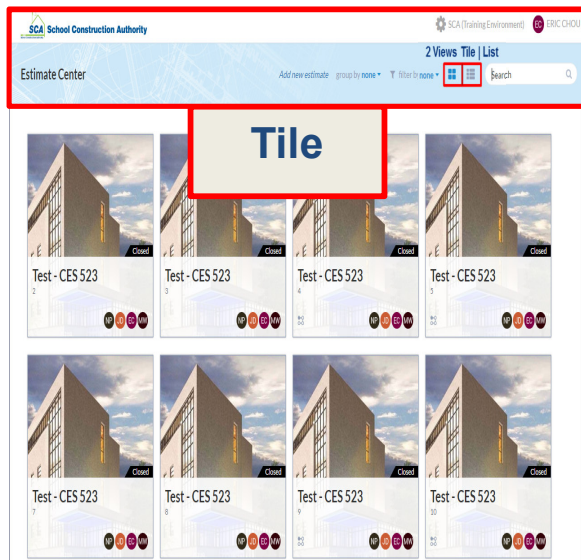 SCA School Construction Authority
SCA (Training Environment) EC ERIC CHOU
2 Views Tile | List
Estimate Center Add new estimate group by none filter by none Search
Tile
Closed Closed Closed Closed
Test - CES 523 Test - CES 523 Test - CES 523 Test - CES 523
2 3 4 5
NP JD EC MW NP JD EC MW NP JD EC MW NP JD EC MW
Closed Closed Closed Closed
Test - CES 523 Test - CES 523 Test - CES 523 Test - CES 523
7 8 9 10
NP JD EC MW NP JD EC MW NP JD EC MW NP JD EC MW